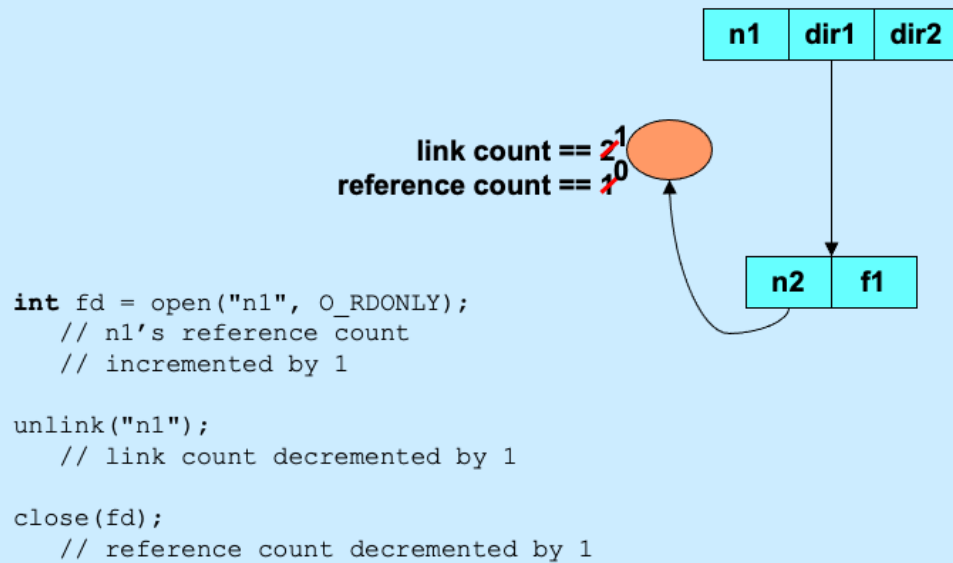 n1 dir1 dir2
link count == 2 1
reference count == 1 0
n2 f1
int fd = open("n1", O_RDONLY);
// n1's reference count
// incremented by 1
unlink("n1");
// link count decremented by 1
close(fd);
// reference count decremented by 1